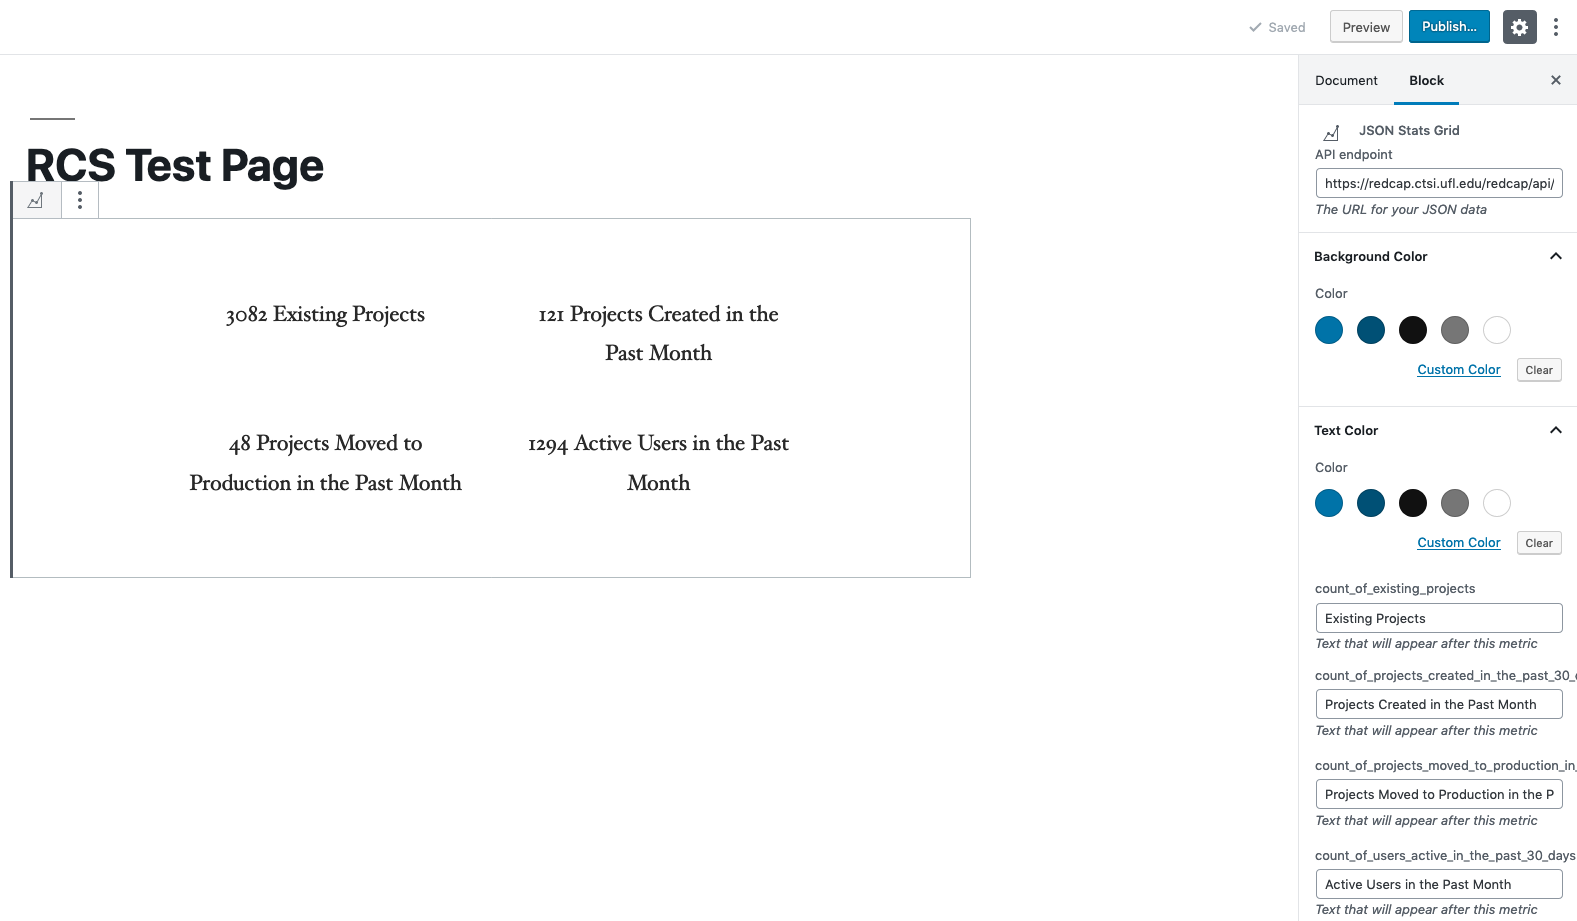 Saved
Preview
Publish...
Document
Block
RCS Test Page
3082 Existing Projects
121 Projects Created in the
Past Month
48 Projects Moved to
Production in the Past Month
1294 Active Users in the Past
Month
JSON Stats Grid
API endpoint
https://redcap.ctsi.ufl.edu/redcap/api/
The URL for your JSON data
Background Color
Color
Custom Color
Clear
Text Color
Color
Custom Color
Clear
count_of_existing_projects
Existing Projects
Text that will appear after this metric
count_of_projects_created_in_the_past_30_
Projects Created in the Past Month
Text that will appear after this metric
count_of_projects_moved_to_production_in_
Projects Moved to Production in the P
Text that will appear after this metric
count_of_users_active_in_the_past_30_days
Active Users in the Past Month
Text that will appear after this metric